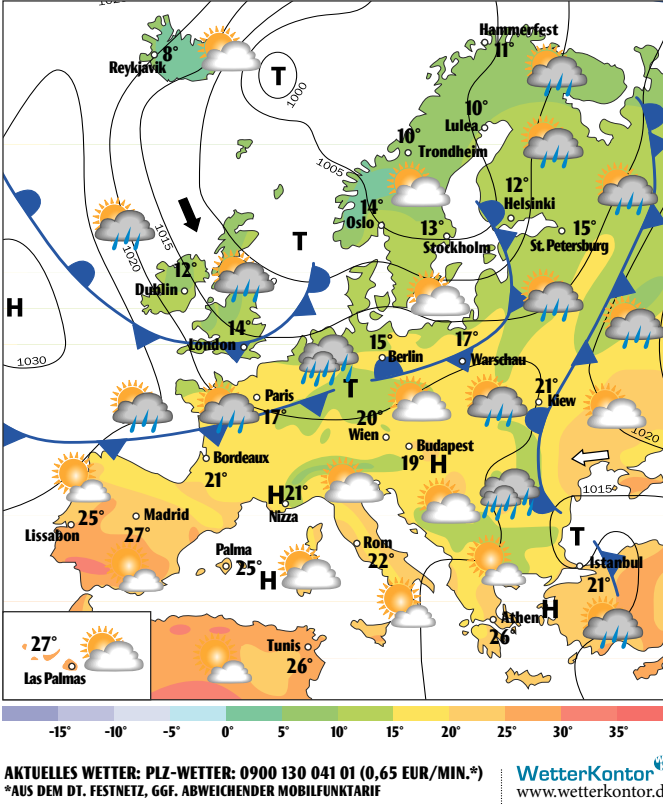 Hammerfest
11°
8°
Reykjavik
T
1000
10°
Lulea
10°
Trondheim
1005
12°
Helsinki
14°
Oslo
13°
Stockholm
15°
St. Petersburg
1015
1020
T
12°
Dublin
H
14°
London
1030
15°
Berlin
17°
Warschau
T
Paris
17°
21°
Kiew
20°
Wien
Budapest
19° H
1020
Bordeaux
21°
H 21°
Nizza
1015
25°
Lissabon
Madrid
27°
Rom
22°
T
Palma
25° H
Istanbul
21°
H
Athen
26°
27°
Las Palmas
Tunis
26°
-15° -10° -5° 0° 5° 10° 15° 20° 25° 30° 35°
AKTUELLES WETTER: PLZ-WETTER: 0900 130 041 01 (0,65 EUR/MIN.*)
*AUS DEM DT. FESTNETZ, GGF. ABWEICHENDER MOBILFUNKTARIF
WetterKontor
www.wetterkontor.d